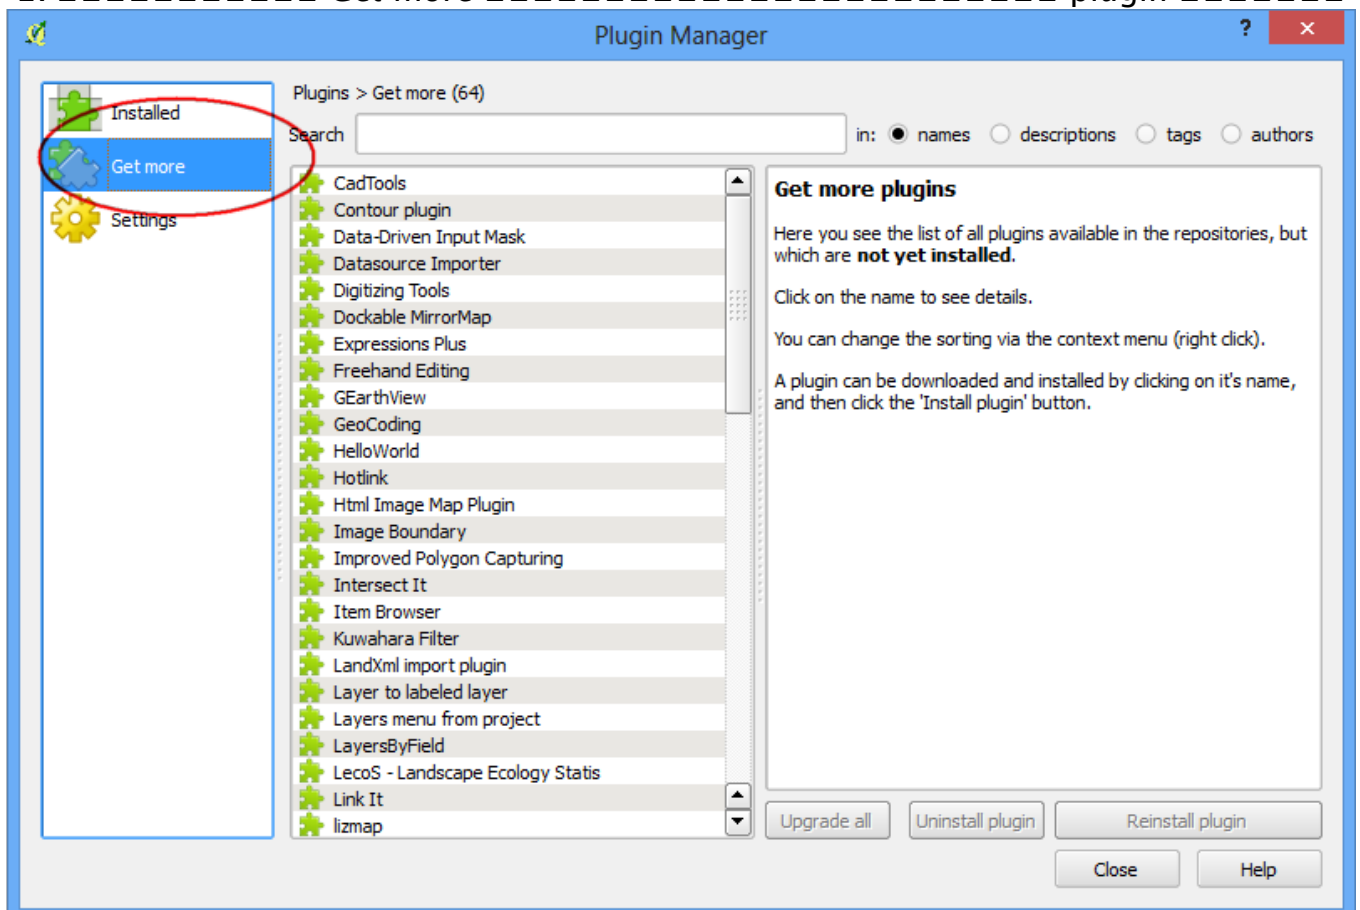 Get more plugin
Plugin Manager
?
Installed
Get more
Settings
Plugins > Get more (64)
Search in: names descriptions tags authors
CadTools
Contour plugin
Data-Driven Input Mask
Datasource Importer
Digitizing Tools
Dockable MirrorMap
Expressions Plus
Freehand Editing
GEarthView
GeoCoding
HelloWorld
Hotlink
Html Image Map Plugin
Image Boundary
Improved Polygon Capturing
Intersect It
Item Browser
Kuwahara Filter
LandXml import plugin
Layer to labeled layer
Layers menu from project
LayersByField
LecoS - Landscape Ecology Statis
Link It
lizmap
Get more plugins
Here you see the list of all plugins available in the repositories, but
which are not yet installed.
Click on the name to see details.
You can change the sorting via the context menu (right click).
A plugin can be downloaded and installed by clicking on it's name,
and then click the 'Install plugin' button.
Upgrade all Uninstall plugin Reinstall plugin
Close Help